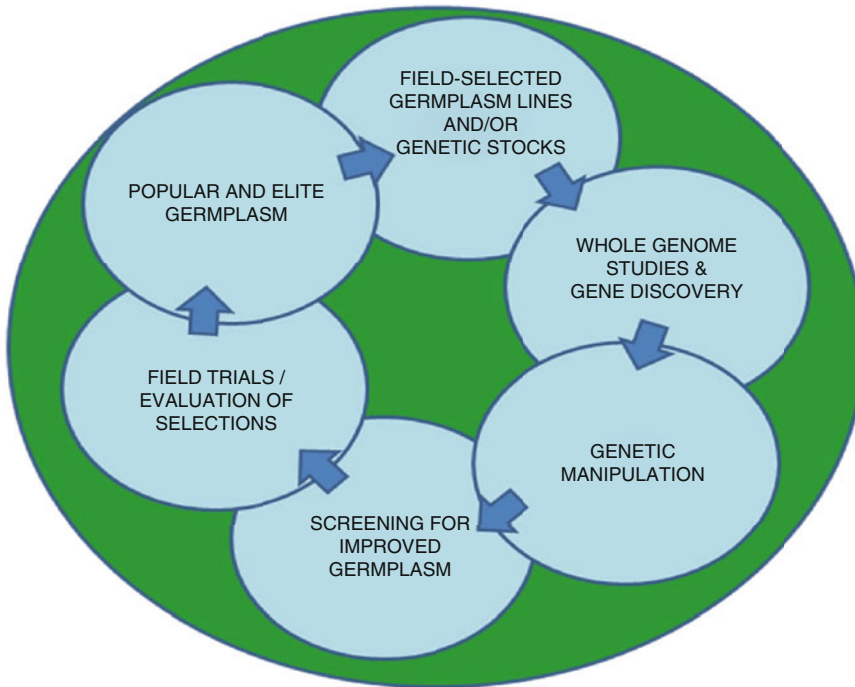 FIELD-SELECTED
GERMPLASM LINES
AND/OR
GENETIC STOCKS
WHOLE GENOME
STUDIES &
GENE DISCOVERY
GENETIC
MANIPULATION
SCREENING FOR
IMPROVED
GERMPLASM
FIELD TRIALS /
EVALUATION OF
SELECTIONS
POPULAR AND ELITE
GERMPLASM